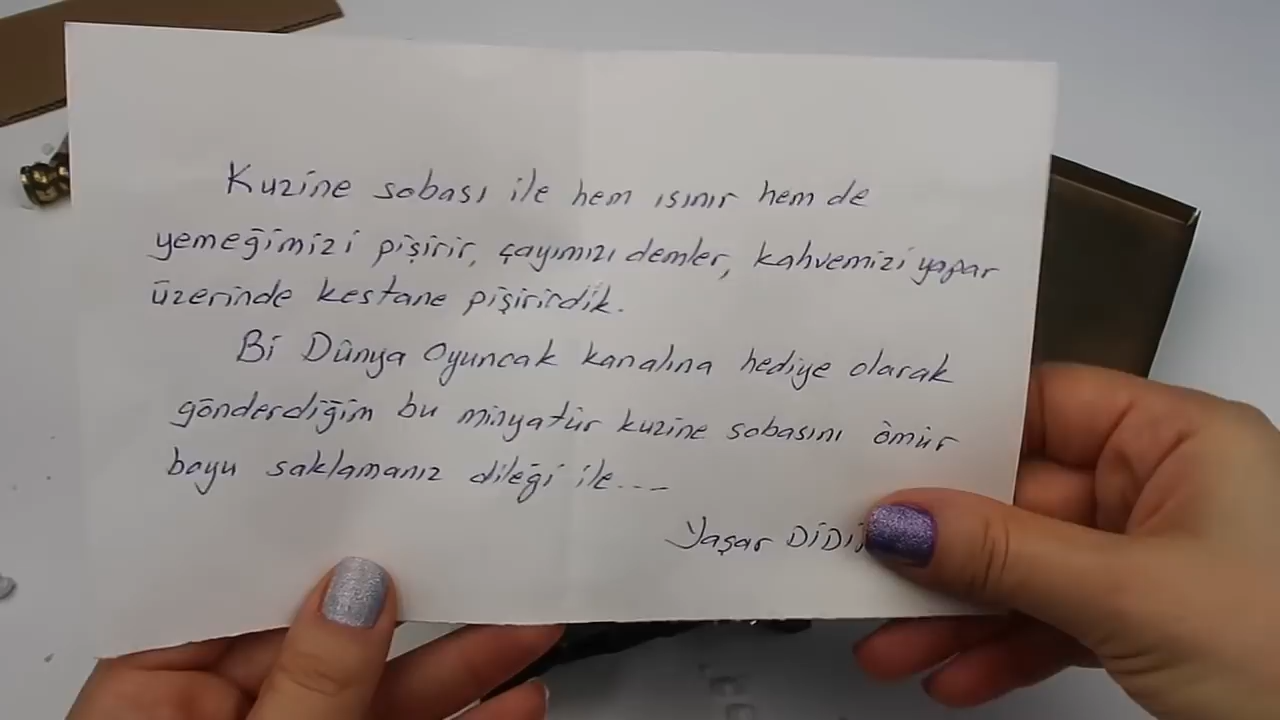 Kuzine sobası ile hem ısınır hem de
yemeğimizi pişirir, çayımızı demler, kahvemizi yapar
üzerinde kestane pişirirdik.
Bi Dünya Oyuncak kanalına hediye olarak
gönderdiğim bu minyatür kuzine sobasını ömür
boyu saklamanız dileği ile....
Yaşar